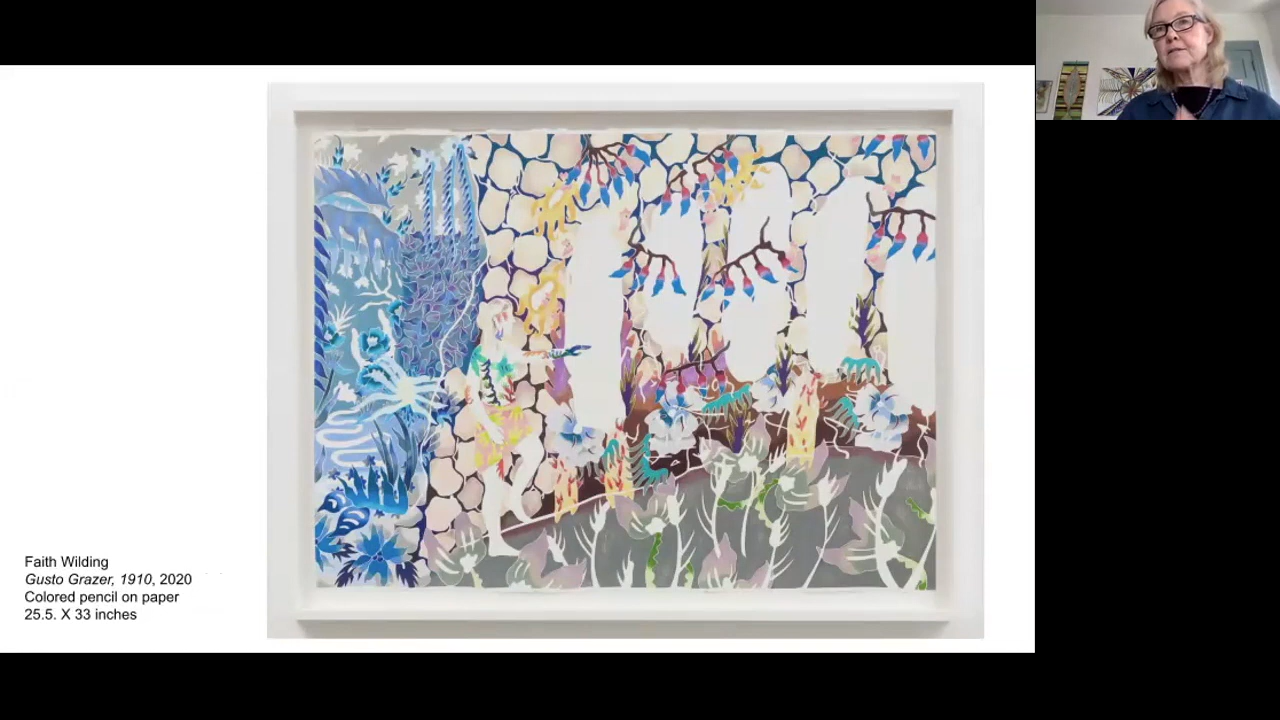 Faith Wilding
Gusto Grazer, 1910, 2020
Colored pencil on paper
25.5. X 33 inches